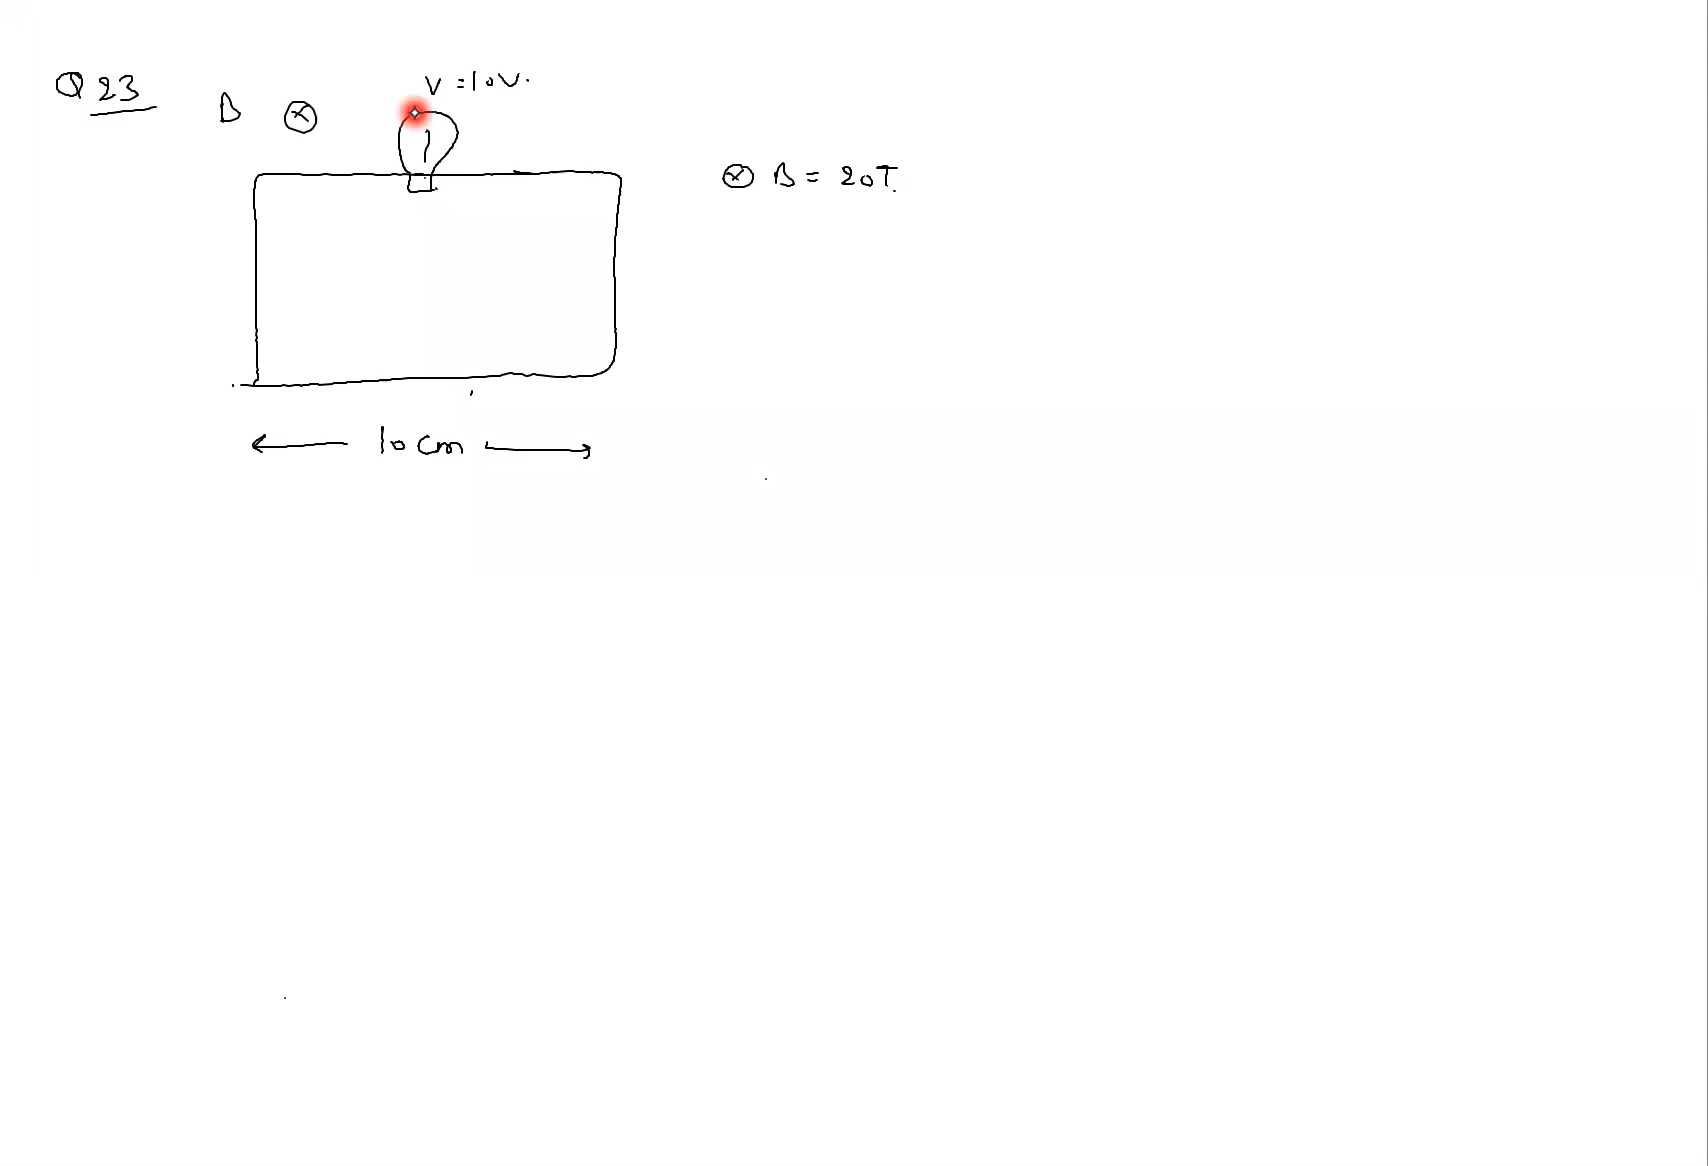 Q 23
B ⊗
V = 10V.
⊗ B = 20T.
10 cm